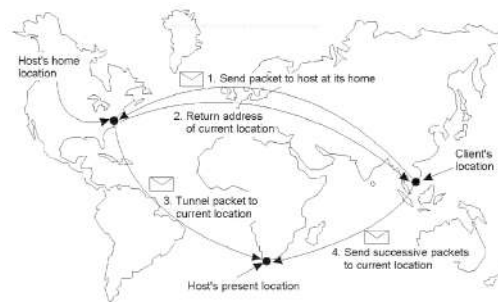 Host's home
location
1. Send packet to host at its home
2. Return address
of current location
Client's
location
3. Tunnel packet to
current location
4. Send successive packets
to current location
Host's present location